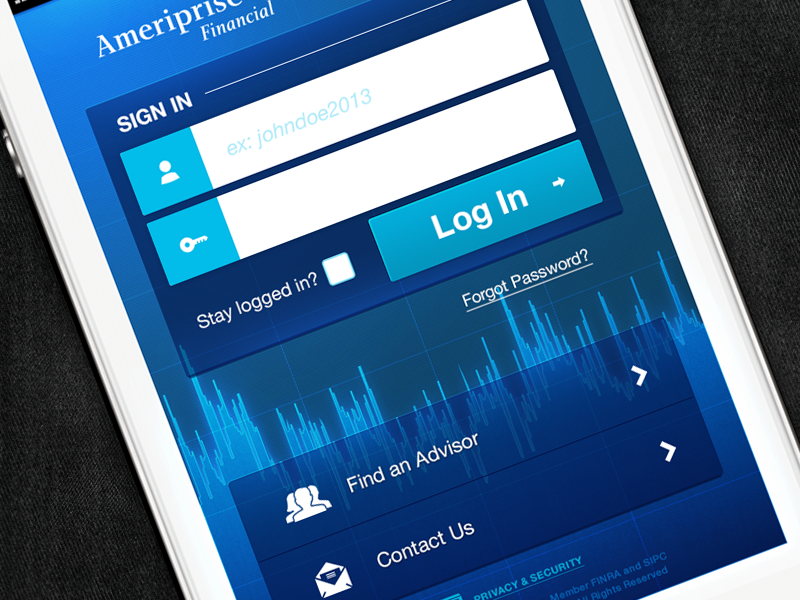 Ameriprise
Financial
SIGN IN
ex: johndoe2013
Log In
Stay logged in?
Forgot Password?
Find an Advisor
Contact Us
PRIVACY & SECURITY
Member FINRA and SIPC
All Rights Reserved